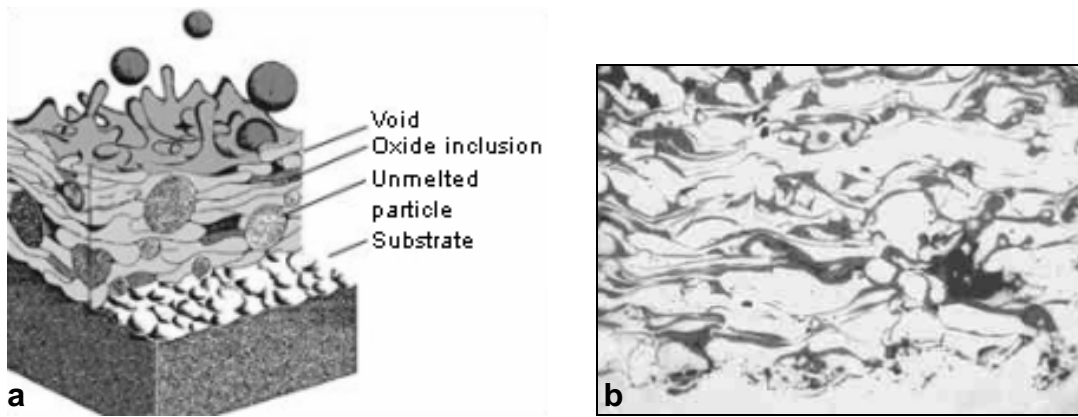 Void
Oxide inclusion
Unmelted
particle
Substrate
a
b